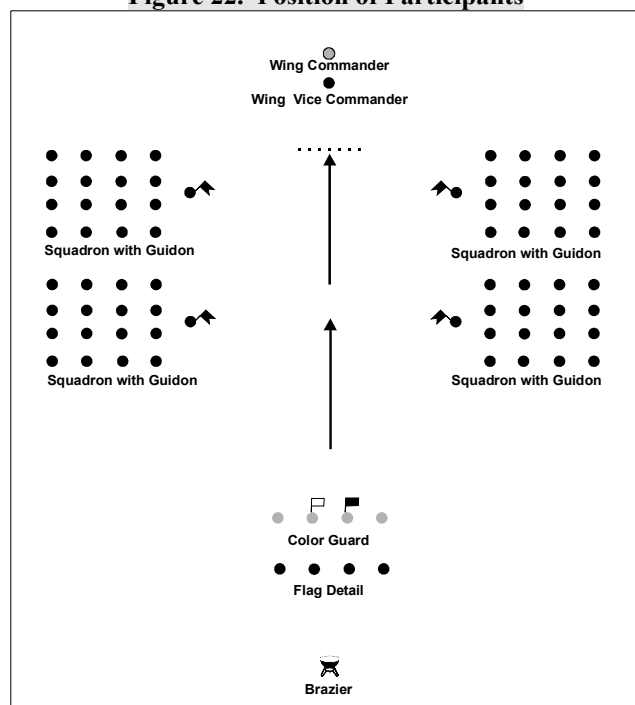 Figure 22. Position of Participants
Wing Commander
Wing Vice Commander
Squadron with Guidon
Squadron with Guidon
Squadron with Guidon
Squadron with Guidon
Color Guard
Flag Detail
Brazier